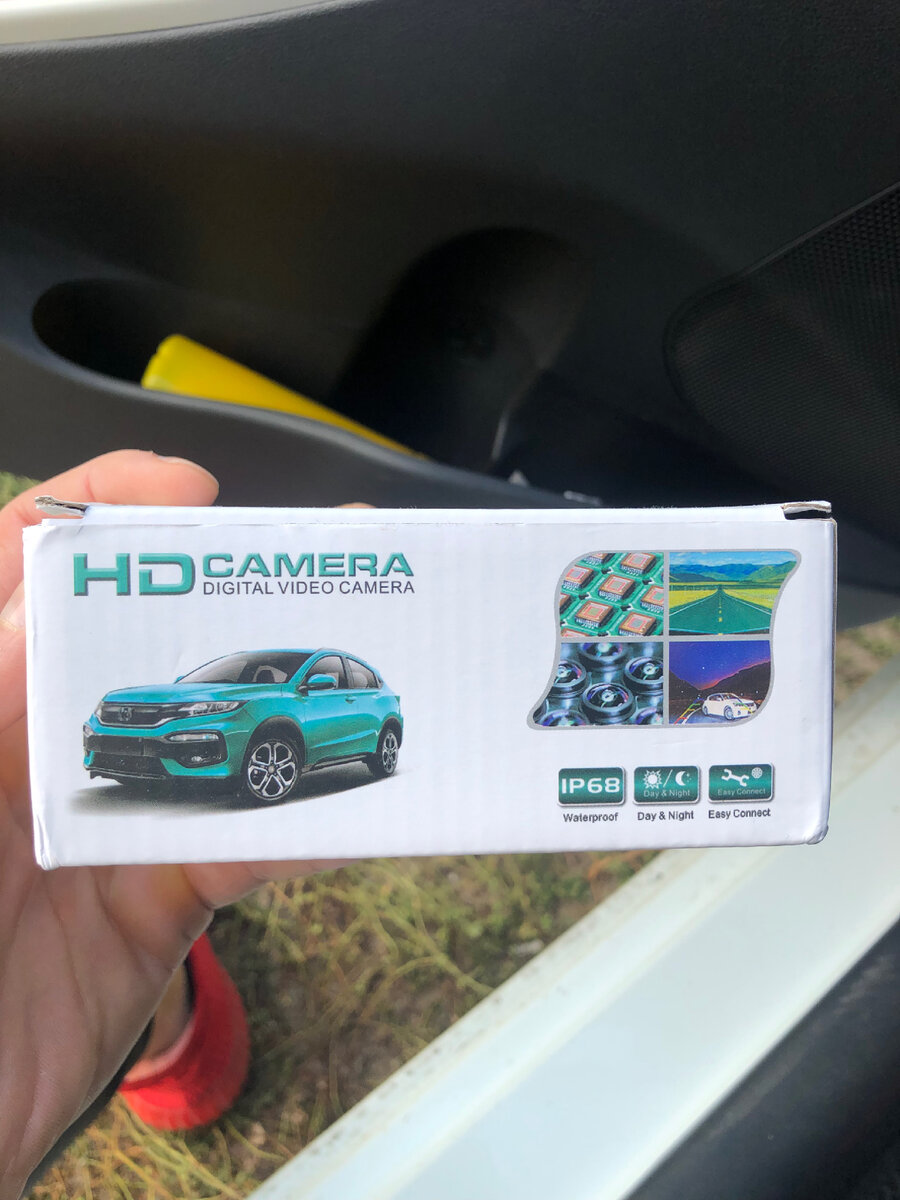 HD CAMERA
DIGITAL VIDEO CAMERA
IP68
Day & Night
Easy Connect
Waterproof
Day & Night
Easy Connect